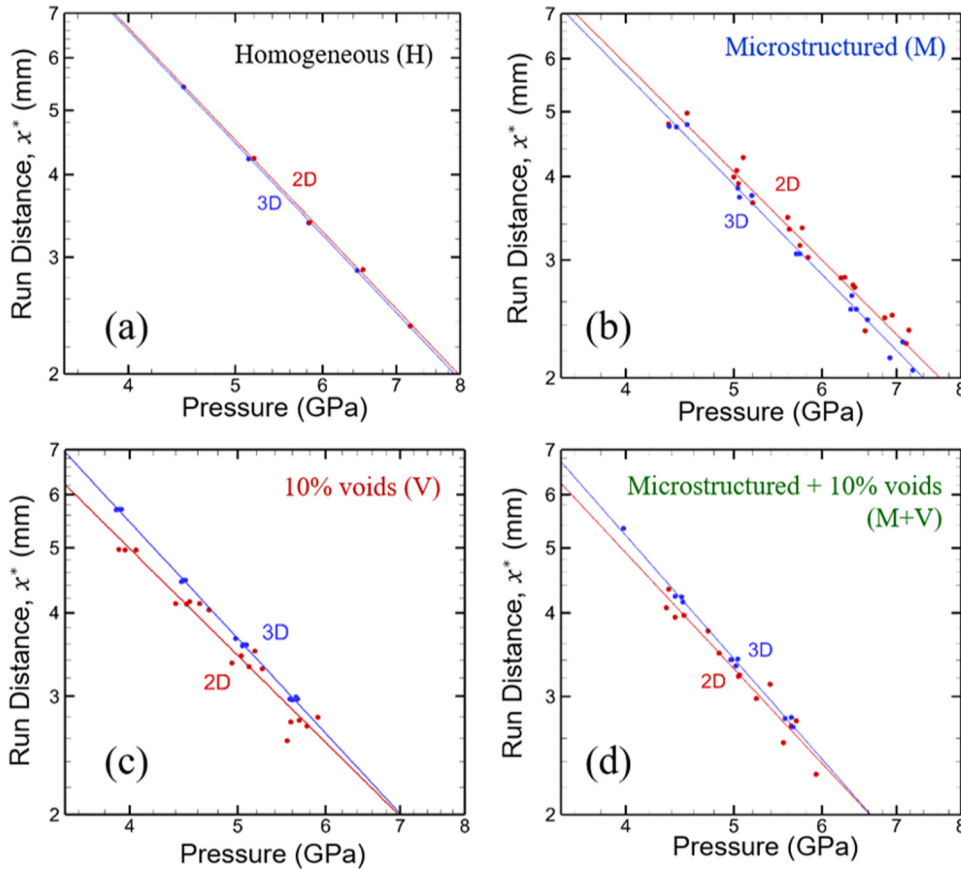 7
6
5
4
3
2
Run Distance, x* (mm)
Homogeneous (H)
2D
3D
(a)
4
5
6
7
8
Pressure (GPa)
7
6
5
4
3
2
Run Distance, x* (mm)
Microstructured (M)
2D
3D
(b)
4
5
6
7
8
Pressure (GPa)
7
6
5
4
3
2
Run Distance, x* (mm)
10% voids (V)
3D
2D
(c)
4
5
6
7
8
Pressure (GPa)
7
6
5
4
3
2
Run Distance, x* (mm)
Microstructured + 10% voids
(M+V)
3D
2D
(d)
4
5
6
7
8
Pressure (GPa)